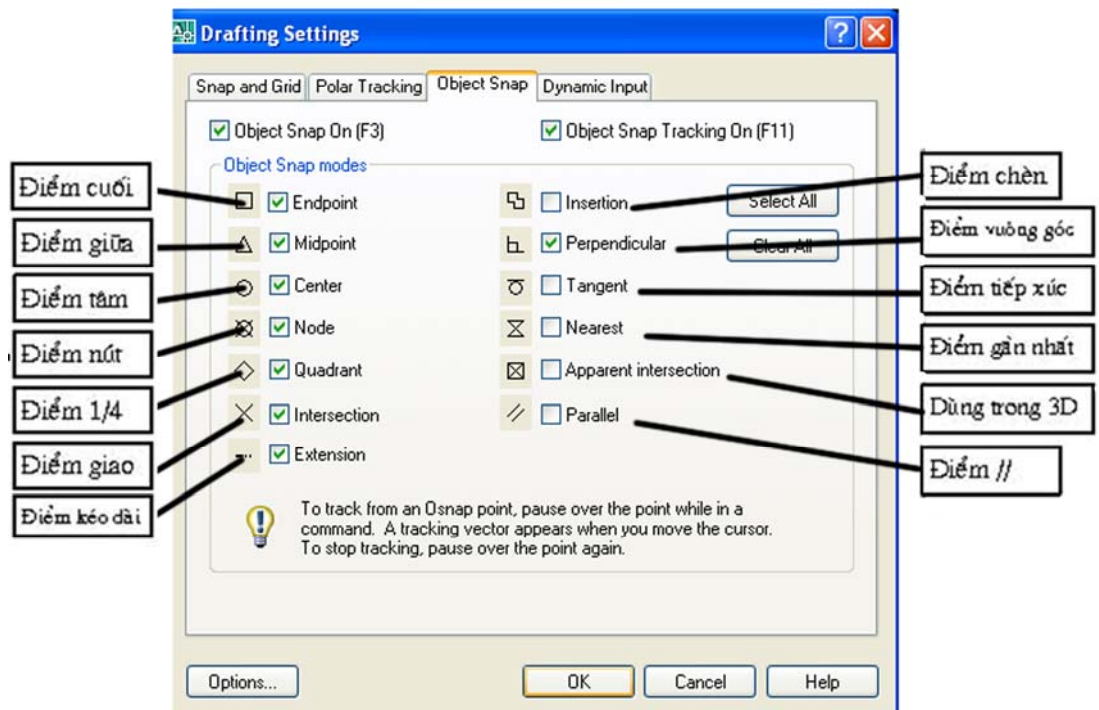 Drafting Settings
Snap and Grid Polar Tracking Object Snap Dynamic Input
Object Snap On (F3) Object Snap Tracking On (F11)
Object Snap modes
Điểm cuối
Điểm giữa
Điểm tâm
Điểm nút
Điểm 1/4
Điểm giao
Điểm kéo dài
Endpoint
Midpoint
Center
Node
Quadrant
Intersection
Extension
Insertion
Perpendicular
Tangent
Nearest
Apparent intersection
Parallel
Select All
Clear All
Điểm chèn
Điểm vuông góc
Điểm tiếp xúc
Điểm gần nhất
Dùng trong 3D
Điểm //
To track from an Osnap point, pause over the point while in a
command. A tracking vector appears when you move the cursor.
To stop tracking, pause over the point again.
Options... OK Cancel Help